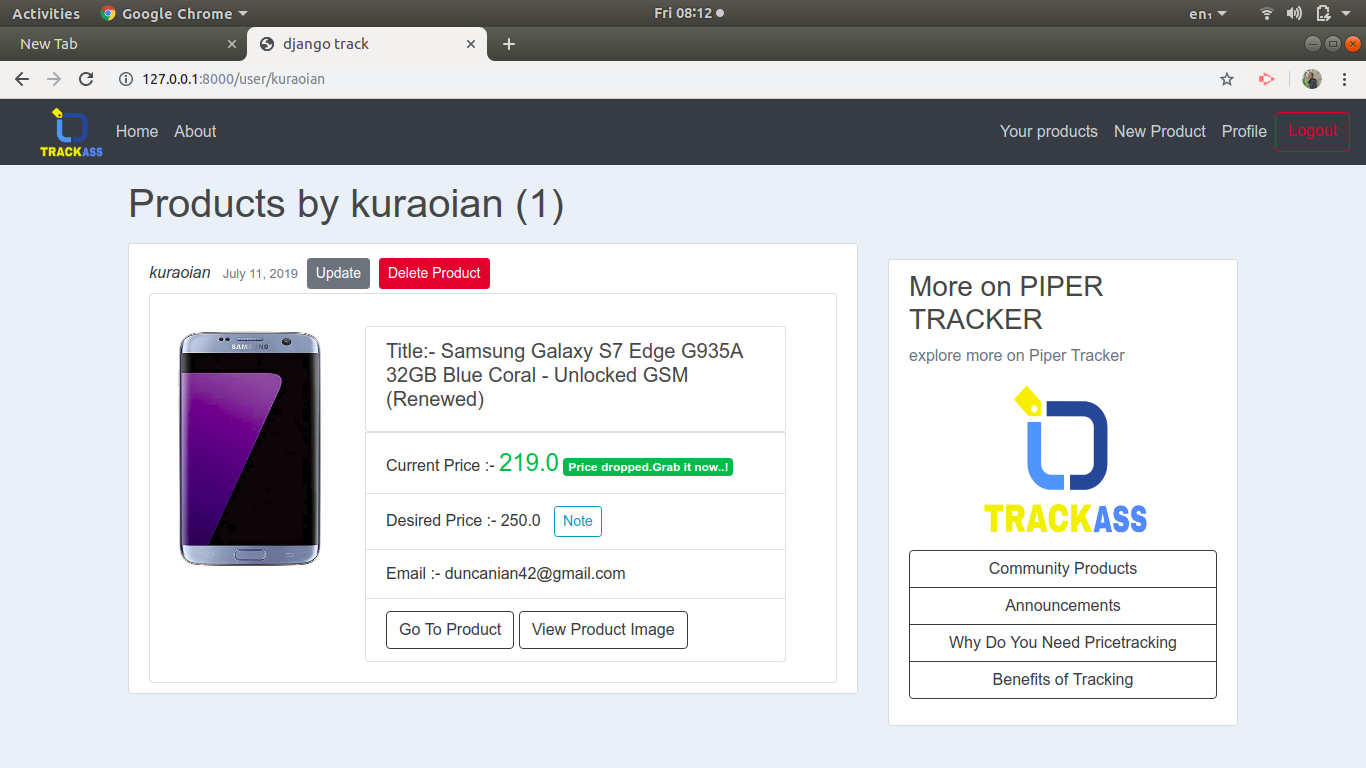 Activities Google Chrome Fri 08:12 en₁
New Tab django track
127.0.0.1:8000/user/kuraoian
TRACKASS Home About Your products New Product Profile Logout
Products by kuraoian (1)
kuraoian July 11, 2019 Update Delete Product
SAMSUNG
Title:- Samsung Galaxy S7 Edge G935A
32GB Blue Coral - Unlocked GSM
(Renewed)
Current Price :- 219.0 Price dropped.Grab it now..!
Desired Price :- 250.0 Note
Email :- duncanian42@gmail.com
Go To Product View Product Image
More on PIPER
TRACKER
explore more on Piper Tracker
TRACKASS
Community Products
Announcements
Why Do You Need Pricetracking
Benefits of Tracking